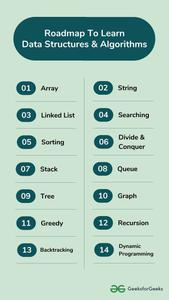 Roadmap To Learn
Data Structures & Algorithms
01 Array
02 String
03 Linked List
04 Searching
05 Sorting
06 Divide &
Conquer
07 Stack
08 Queue
09 Tree
10 Graph
11 Greedy
12 Recursion
13 Backtracking
14 Dynamic
Programming
GeeksforGeeks